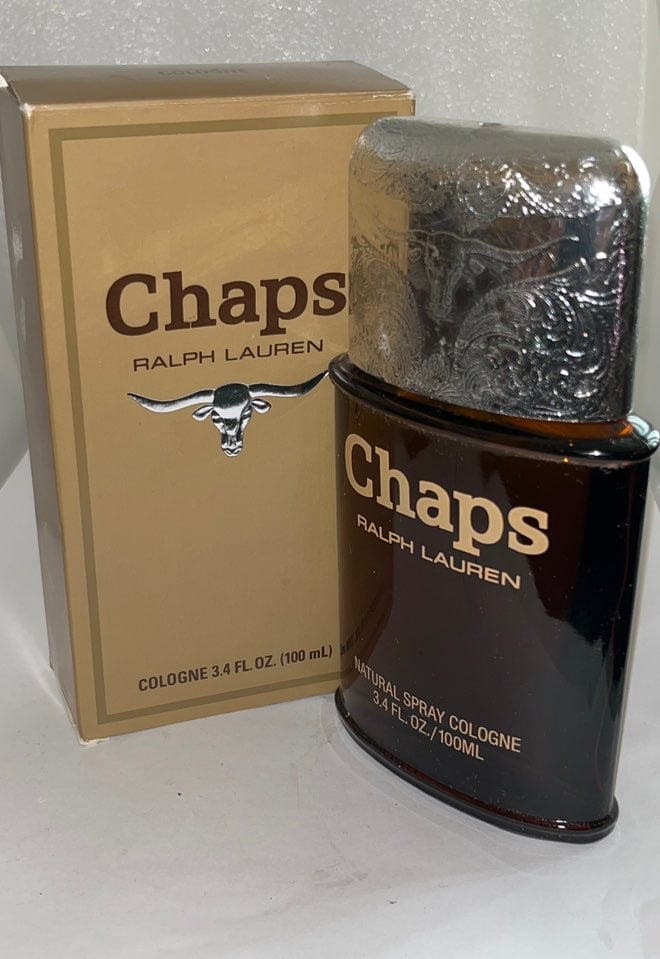 COLOGNE
Chaps
RALPH LAUREN
COLOGNE 3.4 FL. OZ. (100 mL)
Chaps
RALPH LAUREN
NATURAL SPRAY COLOGNE
3.4 FL. OZ./100ML